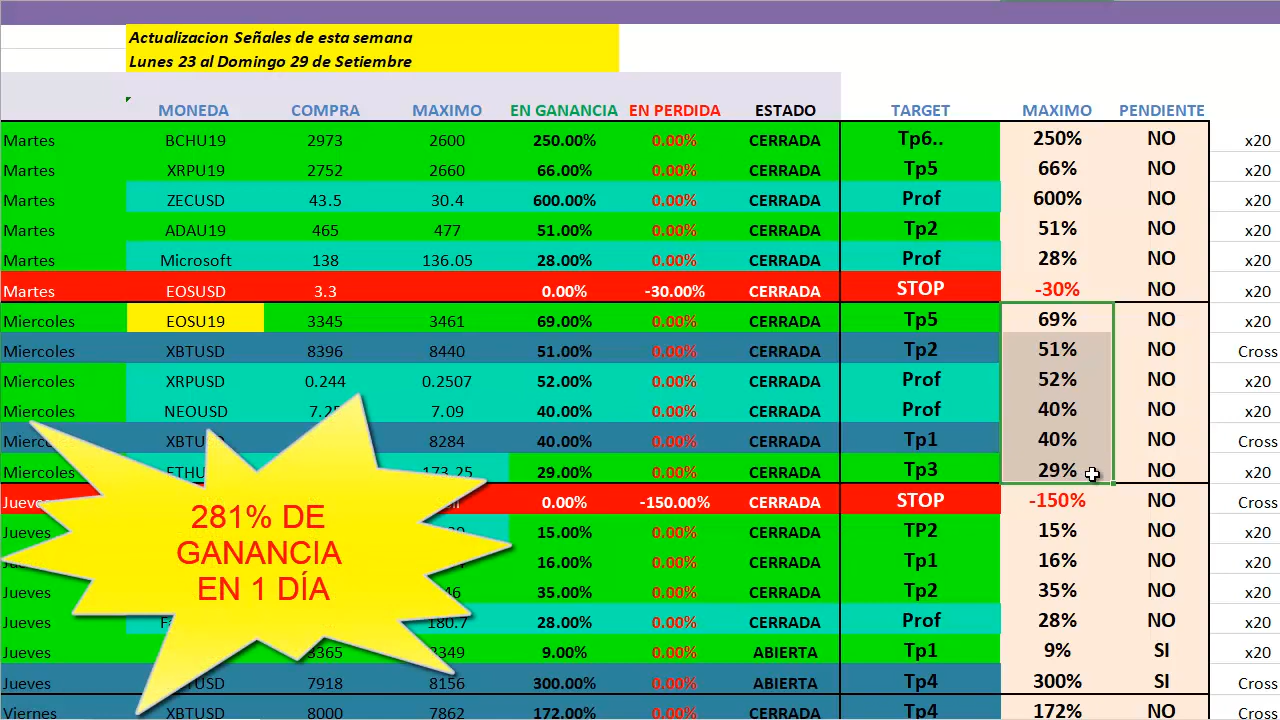 Actualizacion Señales de esta semana
Lunes 23 al Domingo 29 de Setiembre
MONEDA COMPRA MAXIMO EN GANANCIA EN PERDIDA ESTADO TARGET MAXIMO PENDIENTE
Martes BCHU19 2973 2600 250.00% 0.00% CERRADA Tp6.. 250% NO x20
Martes XRPU19 2752 2660 66.00% 0.00% CERRADA Tp5 66% NO x20
Martes ZECUSD 43.5 30.4 600.00% 0.00% CERRADA Prof 600% NO x20
Martes ADAU19 465 477 51.00% 0.00% CERRADA Tp2 51% NO x20
Martes Microsoft 138 136.05 28.00% 0.00% CERRADA Prof 28% NO x20
Martes EOSUSD 3.3 0.00% -30.00% CERRADA STOP -30% NO x20
Miercoles EOSU19 3345 3461 69.00% 0.00% CERRADA Tp5 69% NO x20
Miercoles XBTUSD 8396 8440 51.00% 0.00% CERRADA Tp2 51% NO Cross
Miercoles XRPUSD 0.244 0.2507 52.00% 0.00% CERRADA Prof 52% NO x20
Miercoles NEOUSD 7.09 40.00% 0.00% CERRADA Prof 40% NO x20
8284 40.00% 0.00% CERRADA Tp1 40% NO Cross
Miercoles 173.25 29.00% 0.00% CERRADA Tp3 29% NO x20
0.00% -150.00% CERRADA STOP -150% NO Cross
Jueves 15.00% 0.00% CERRADA TP2 15% NO x20
16.00% 0.00% CERRADA Tp1 16% NO x20
Jueves 35.00% 0.00% CERRADA Tp2 35% NO x20
Jueves 180.7 28.00% 0.00% CERRADA Prof 28% NO x20
Jueves 3365 3349 9.00% 0.00% ABIERTA Tp1 9% SI x20
Jueves 7918 8156 300.00% 0.00% ABIERTA Tp4 300% SI Cross
Viernes XBTUSD 8000 7862 172.00% 0.00% CERRADA Tp4 172% NO Cross
281% DE
GANANCIA
EN 1 DÍA